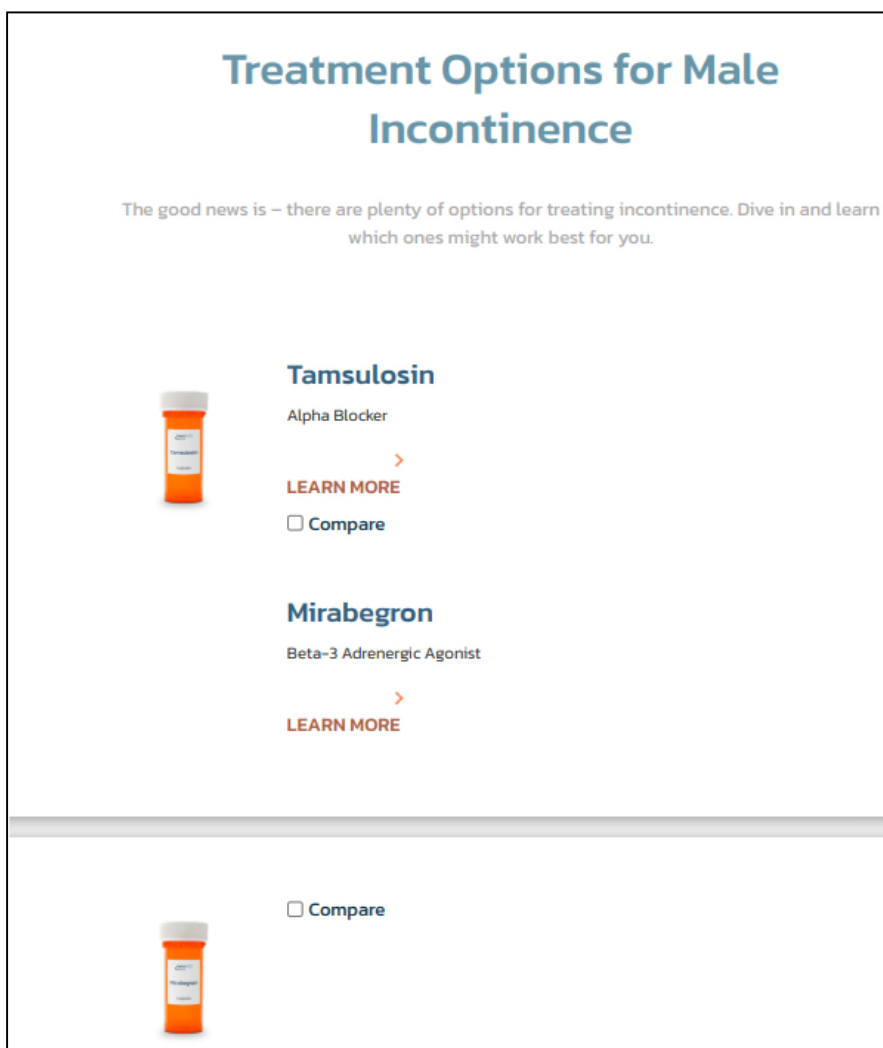 Treatment Options for Male
Incontinence
The good news is – there are plenty of options for treating incontinence. Dive in and learn
which ones might work best for you.
Tamsulosin
Alpha Blocker
LEARN MORE
Compare
Tamsulosin
Mirabegron
Beta-3 Adrenergic Agonist
LEARN MORE
Compare
Mirabegron